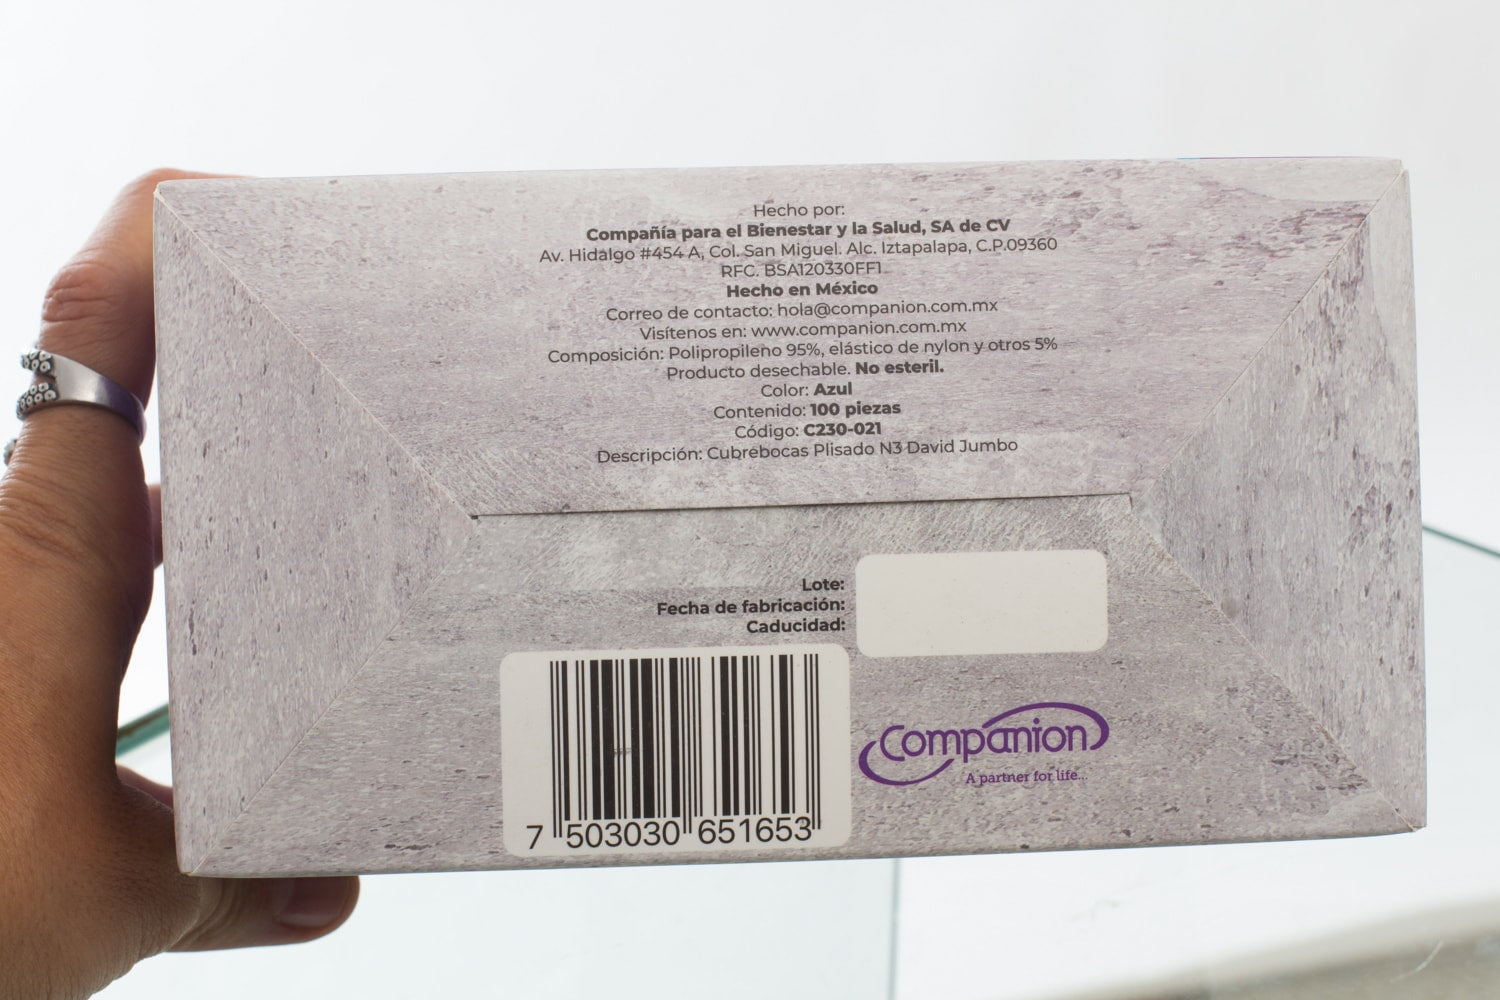 Hecho por:
Compañía para el Bienestar y la Salud, SA de CV
Av. Hidalgo #454 A, Col. San Miguel. Alc. Iztapalapa, C.P.09360
RFC. BSA120330FF1
Hecho en México
Correo de contacto: hola@companion.com.mx
Visítenos en: www.companion.com.mx
Composición: Polipropileno 95%, elástico de nylon y otros 5%
Producto desechable. No esteril.
Color: Azul
Contenido: 100 piezas
Código: C230-021
Descripción: Cubrebocas Plisado N3 David Jumbo
Lote:
Fecha de fabricación:
Caducidad:
7 503030 651653
Companion
A partner for life...